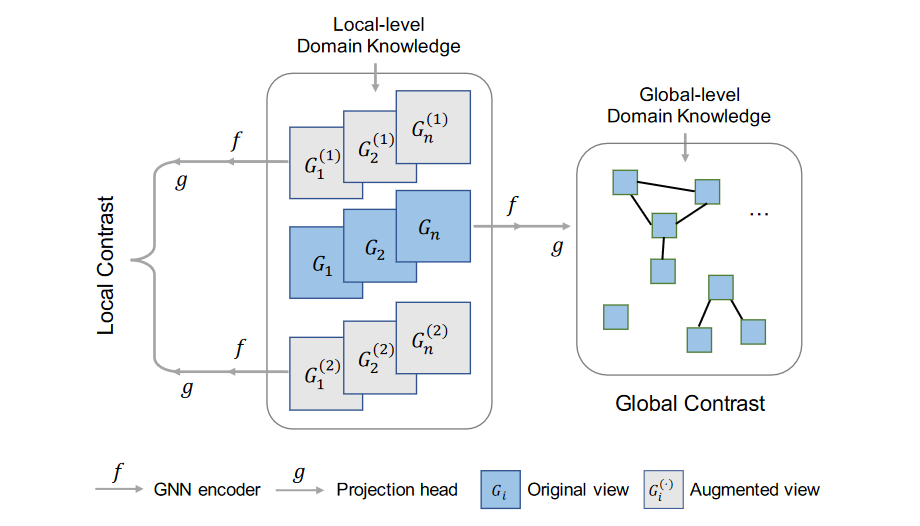 Local-level
Domain Knowledge
Global-level
Domain Knowledge
G_1^{(1)} G_2^{(1)} G_n^{(1)}
f
g
Local Contrast
G_1 G_2 G_n
f
g
...
G_1^{(2)} G_2^{(2)} G_n^{(2)}
f
g
Global Contrast
f GNN encoder g Projection head G_i Original view G_i^{(·)} Augmented view